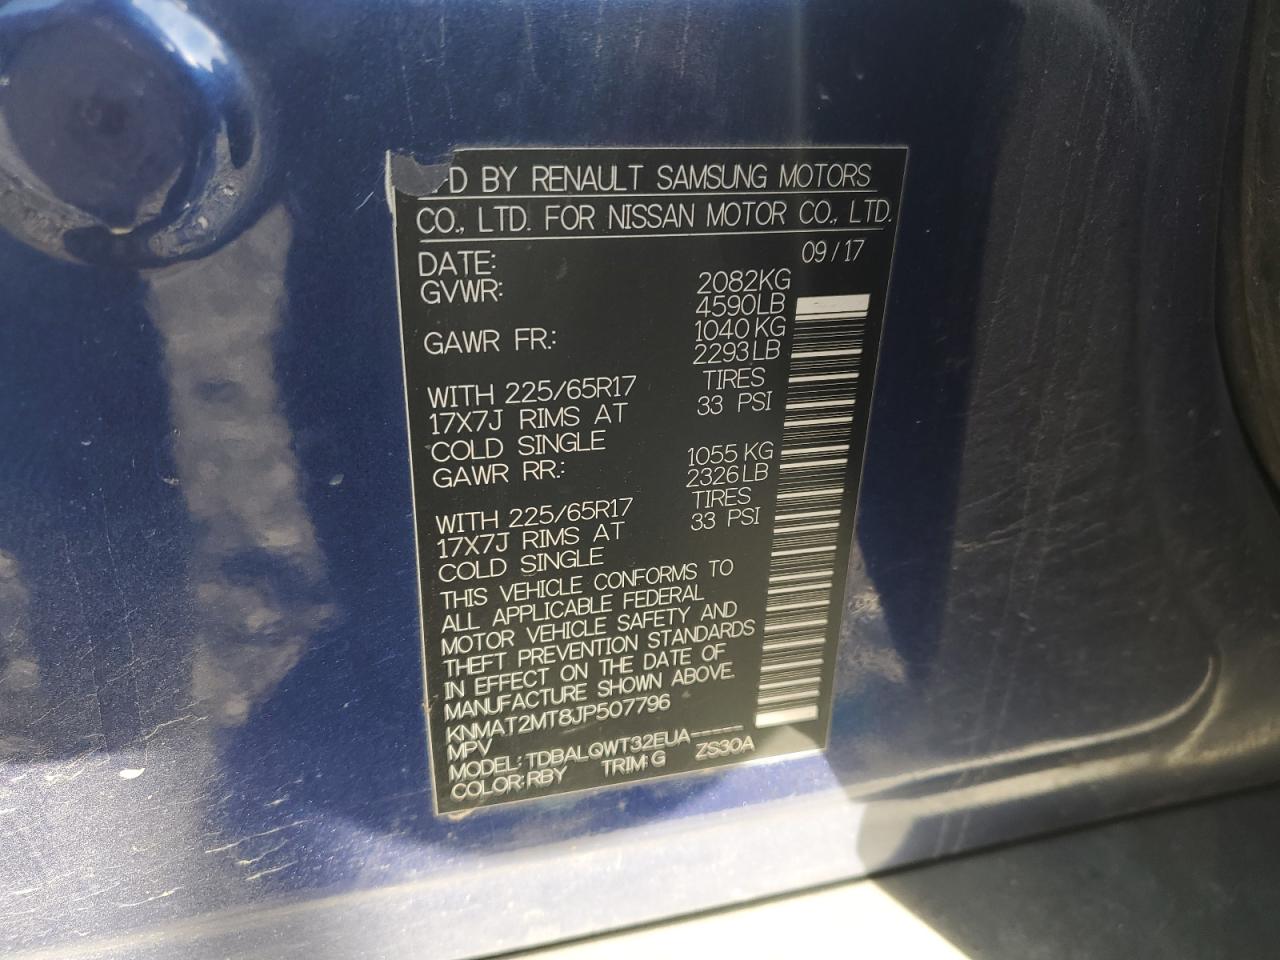 BY RENAULT SAMSUNG MOTORS
CO., LTD. FOR NISSAN MOTOR CO., LTD.
DATE: 09/17
GVWR: 2082KG
4590LB
GAWR FR.: 1040KG
2293LB
WITH 225/65R17 TIRES
17X7J RIMS AT 33 PSI
COLD SINGLE
GAWR RR.: 1055KG
2326LB
WITH 225/65R17 TIRES
17X7J RIMS AT 33 PSI
COLD SINGLE
THIS VEHICLE CONFORMS TO
ALL APPLICABLE FEDERAL
MOTOR VEHICLE SAFETY AND
THEFT PREVENTION STANDARDS
IN EFFECT ON THE DATE OF
MANUFACTURE SHOWN ABOVE.
KNMAT2MT8JP507796
MPV
MODEL: TDBALQWT32EUA-----
COLOR:RBY TRIM:G ZS30A